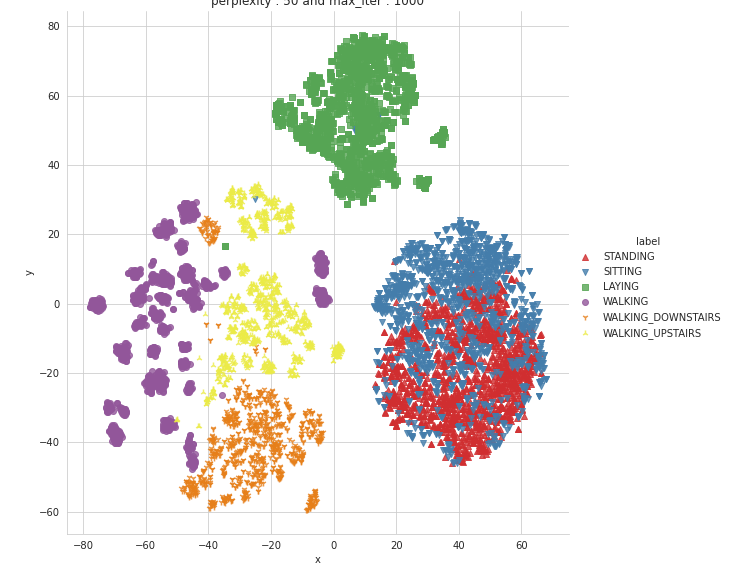 perplexity : 50 and max_iter : 1000
80
60
40
20
0
−20
−40
−60
y
−80
−60
−40
−20
0
20
40
60
x
label
STANDING
SITTING
LAYING
WALKING
WALKING_DOWNSTAIRS
WALKING_UPSTAIRS